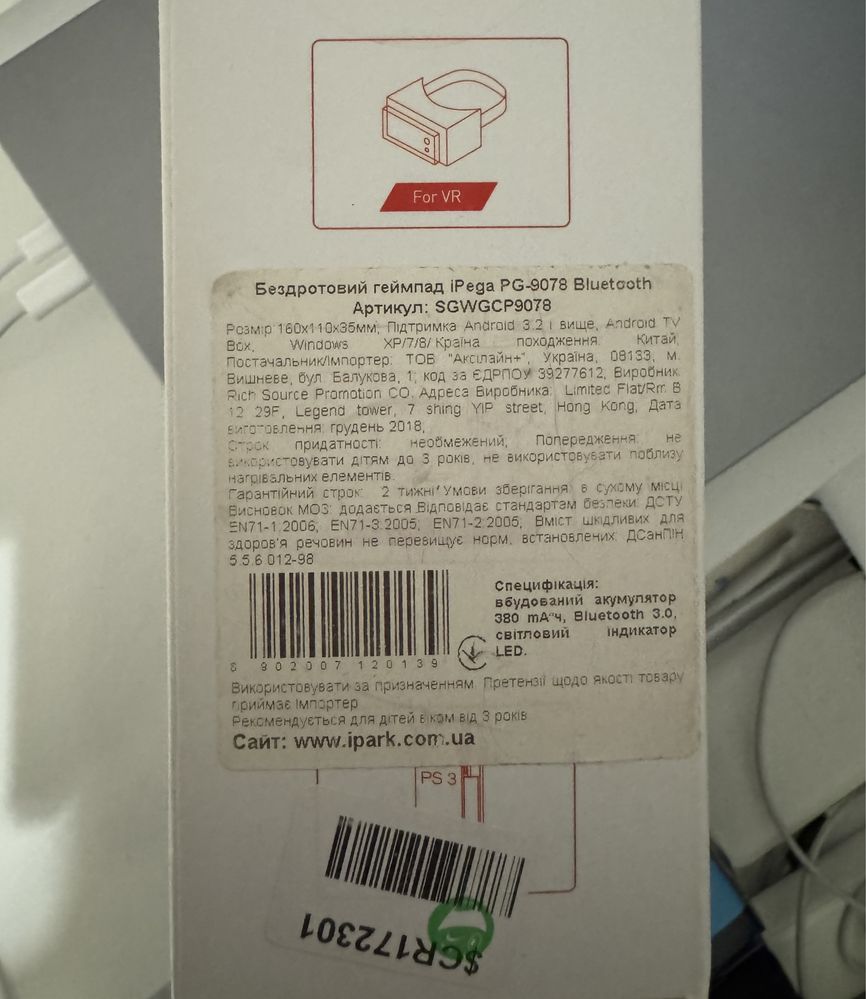 For VR
Бездротовий геймпад iPega PG-9078 Bluetooth
Артикул: SGWGCP9078
Розмір 160x110x35мм, Підтримка Android 3.2 і вище, Android TV
Box, Windows XP/7/8/ Країна походження: Китай,
Постачальник/Імпортер: ТОВ "Аксілайн+", Україна, 08133, м.
Вишневе, бул. Балукова, 1; код за ЄДРПОУ 39277612, Виробник:
Rich Source Promotion CO, Адреса Виробника: Limited Flat/Rm B
12 29F, Legend tower, 7 shing YIP street, Hong Kong, Дата
виготовлення: грудень 2018,
Строк придатності: необмежений; Попередження: не
використовувати дітям до 3 років, не використовувати поблизу
нагрівальних елементів.
Гарантійний строк: 2 тижні Умови зберігання: в сухому місці
Висновок МОЗ: додається.Відповідає стандартам безпеки: ДСТУ
EN71-1:2006; EN71-3:2005; EN71-2:2005; Вміст шкідливих для
здоров'я речовин не перевищує норм, встановлених ДСанПІН
5.5.6.012-98
Специфікація:
вбудований акумулятор
380 mA*ч, Bluetooth 3.0,
світловий індикатор
LED.
6 902007 120139
Використовувати за призначенням. Претензії щодо якості товару
приймає Імпортер
Рекомендується для дітей віком від 3 років
Сайт: www.ipark.com.ua
PS 3
$CR172301